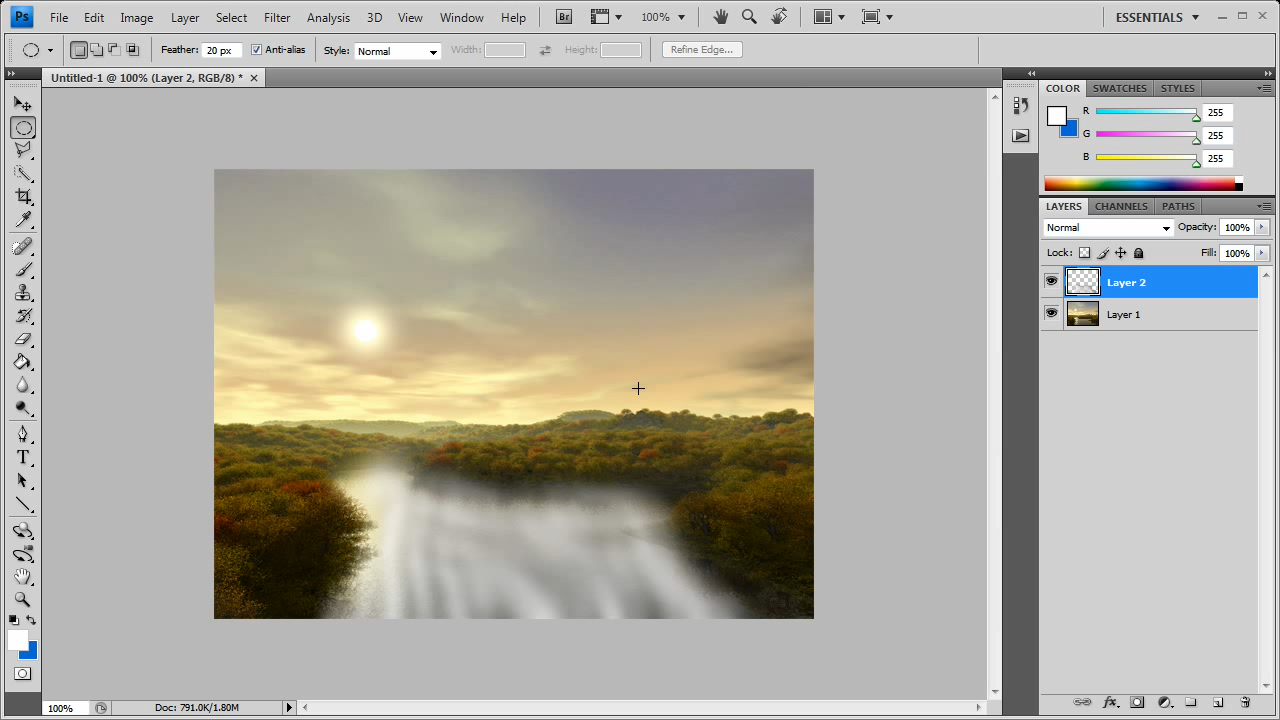 Ps File Edit Image Layer Select Filter Analysis 3D View Window Help Br 100% ESSENTIALS
Feather: 20 px Anti-alias Style: Normal Width: Height: Refine Edge...
Untitled-1 @ 100% (Layer 2, RGB/8) *
COLOR SWATCHES STYLES
R 255
G 255
B 255
LAYERS CHANNELS PATHS
Normal Opacity: 100%
Lock: Fill: 100%
Layer 2
Layer 1
T
100% Doc: 791.0K/1.80M
fx